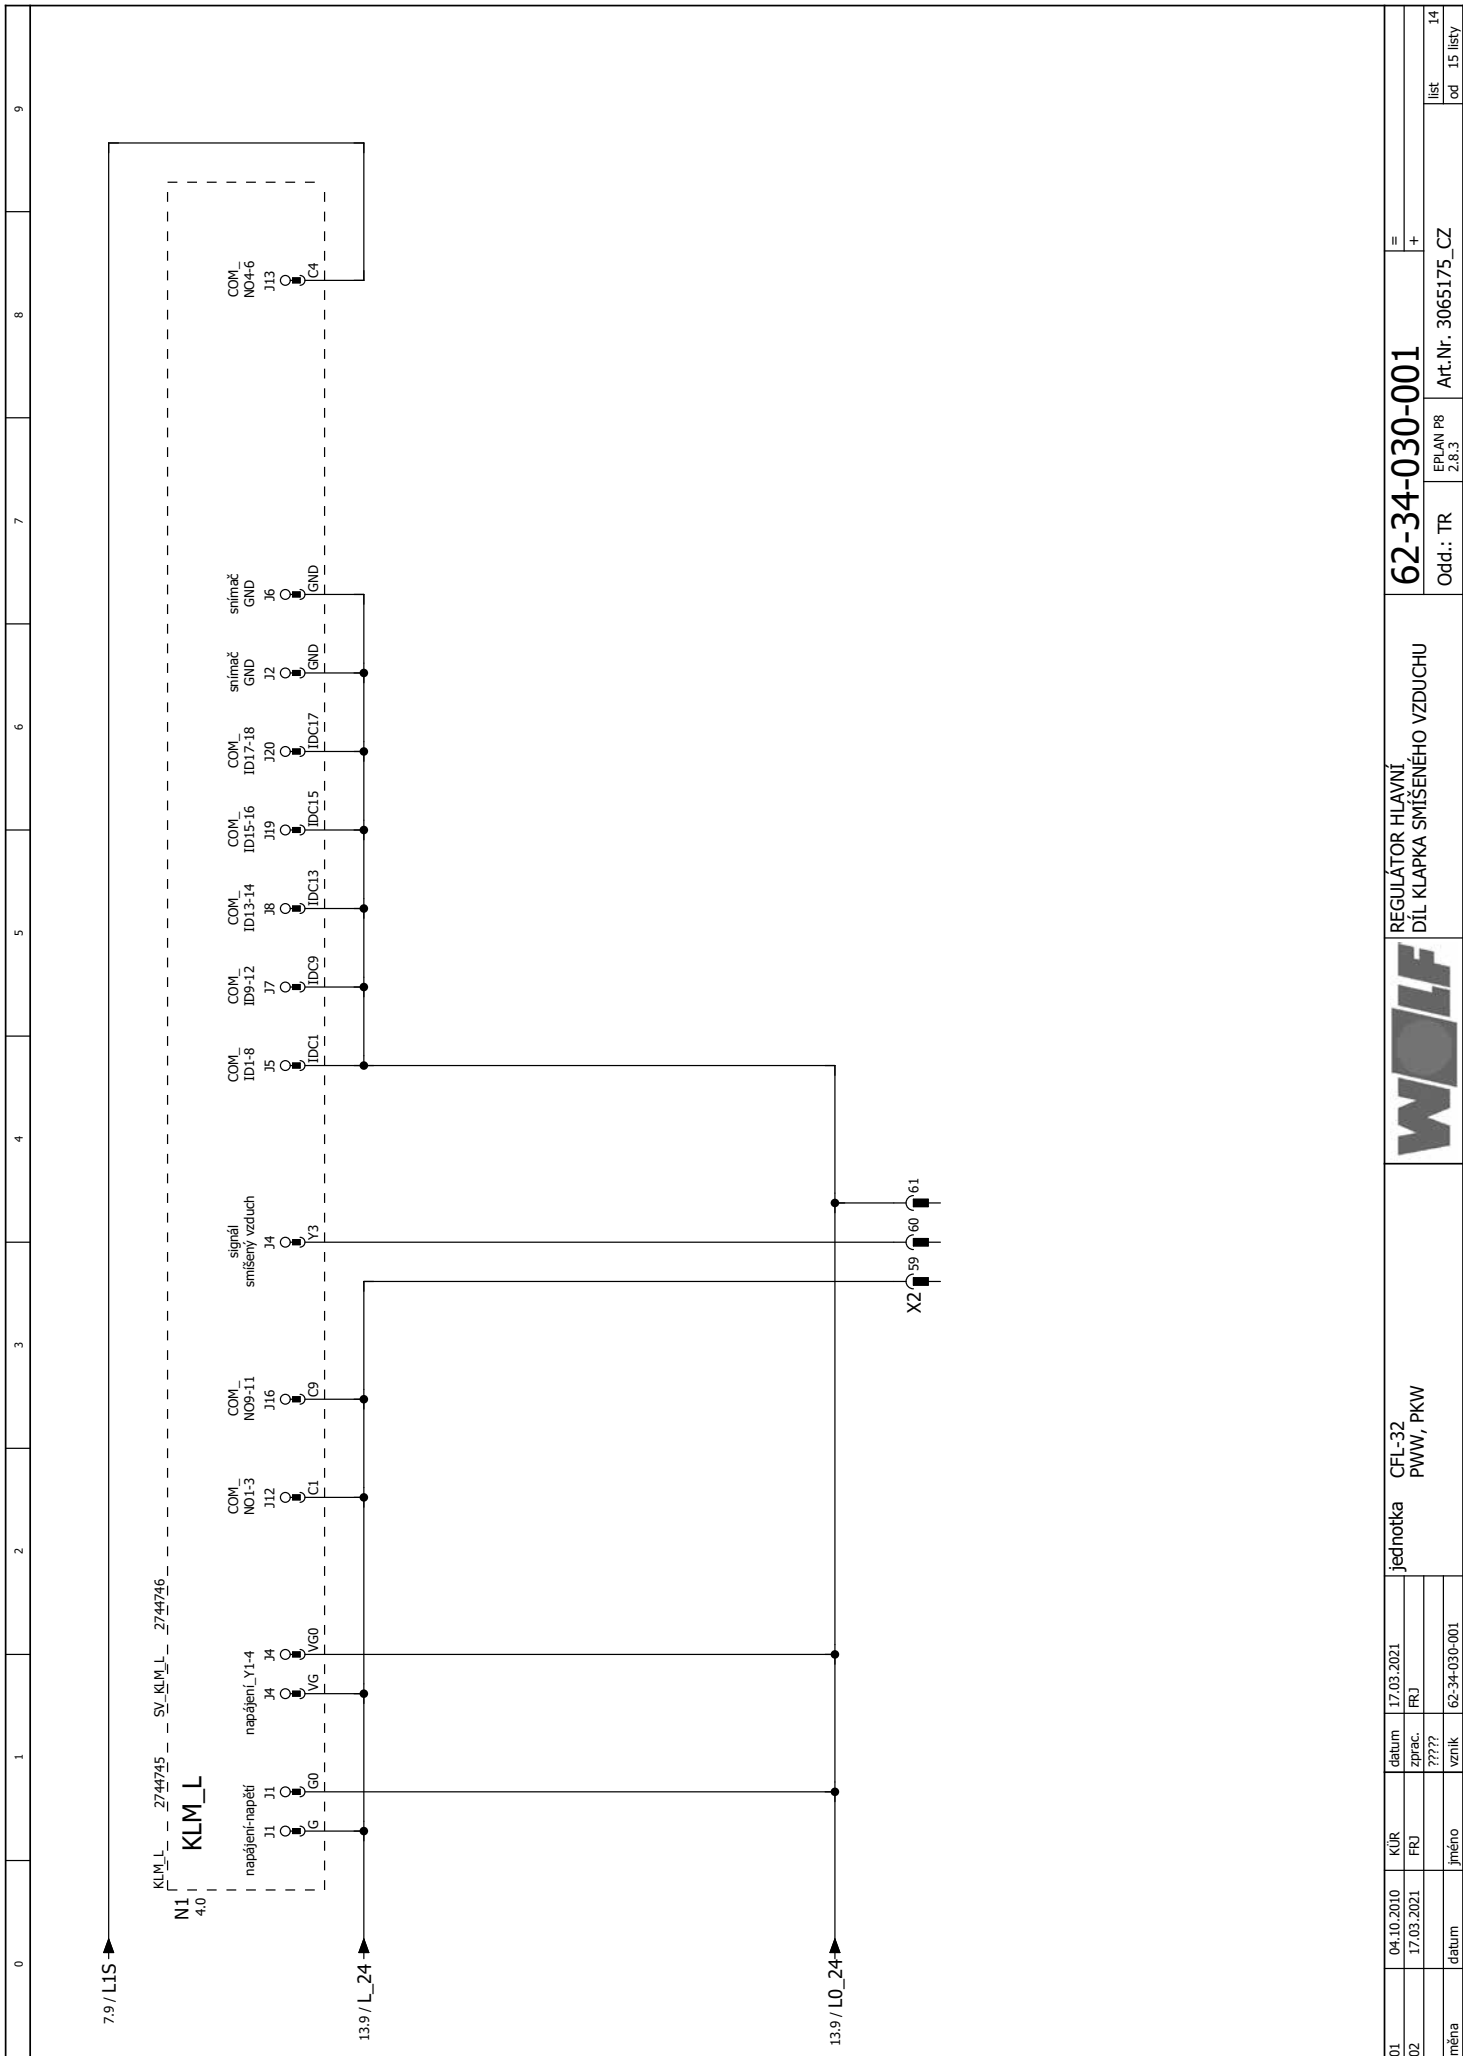 0 1 2 3 4 5 6 7 8 9
7.9 / L1S
13.9 / L_24
13.9 / L0_24
N1
4.0
KLM_L 2744745 SV_KLM_L 2744746
KLM_L
napájení-napětí
J1 J1
G G0
napájení_Y1-4
J4 J4
VG VG0
COM_
NO1-3
J12
C1
COM_
NO9-11
J16
C9
signál
smíšený vzduch
J4
Y3
COM_
ID1-8
J5
IDC1
COM_
ID9-12
J7
IDC9
COM_
ID13-14
J8
IDC13
COM_
ID15-16
J19
IDC15
COM_
ID17-18
J20
IDC17
snímač
GND
J2
GND
snímač
GND
J6
GND
COM_
NO4-6
J13
C4
X2 59 60 61
01 04.10.2010 KÜR
02 17.03.2021 FRJ
měna datum jméno
datum 17.03.2021
zprac. FRJ
?????
vznik 62-34-030-001
jednotka CFL-32
PWW, PKW
WOLF
REGULÁTOR HLAVNÍ
DÍL KLAPKA SMÍŠENÉHO VZDUCHU
62-34-030-001
=
+
Odd.: TR
EPLAN P8
2.8.3
Art.Nr. 3065175_CZ
list 14
od 15 listy